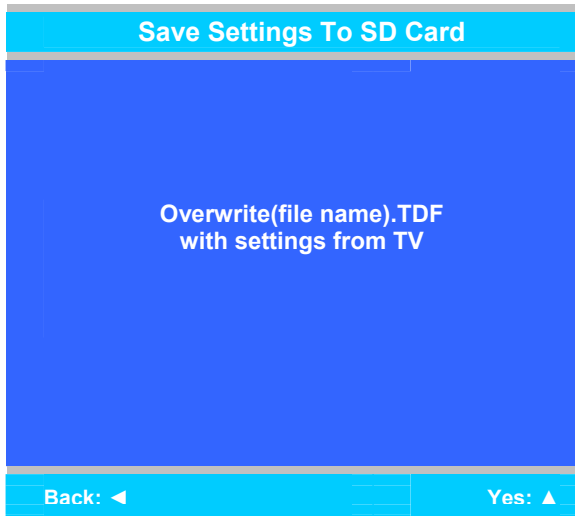 Save Settings To SD Card
Overwrite(file name).TDF
with settings from TV
Back: ◄ Yes: ▲